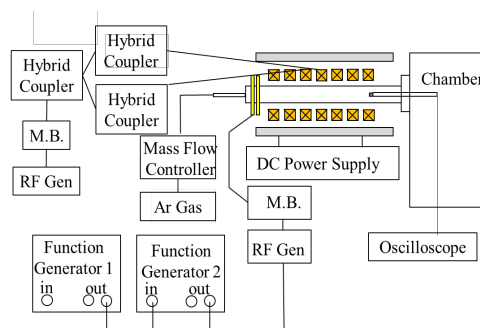 Hybrid
Coupler
Hybrid
Coupler
Hybrid
Coupler
M.B.
RF Gen
Mass Flow
Controller
Ar Gas
Chamber
DC Power Supply
M.B.
RF Gen
Oscilloscope
Function
Generator 1
in out
Function
Generator 2
in out